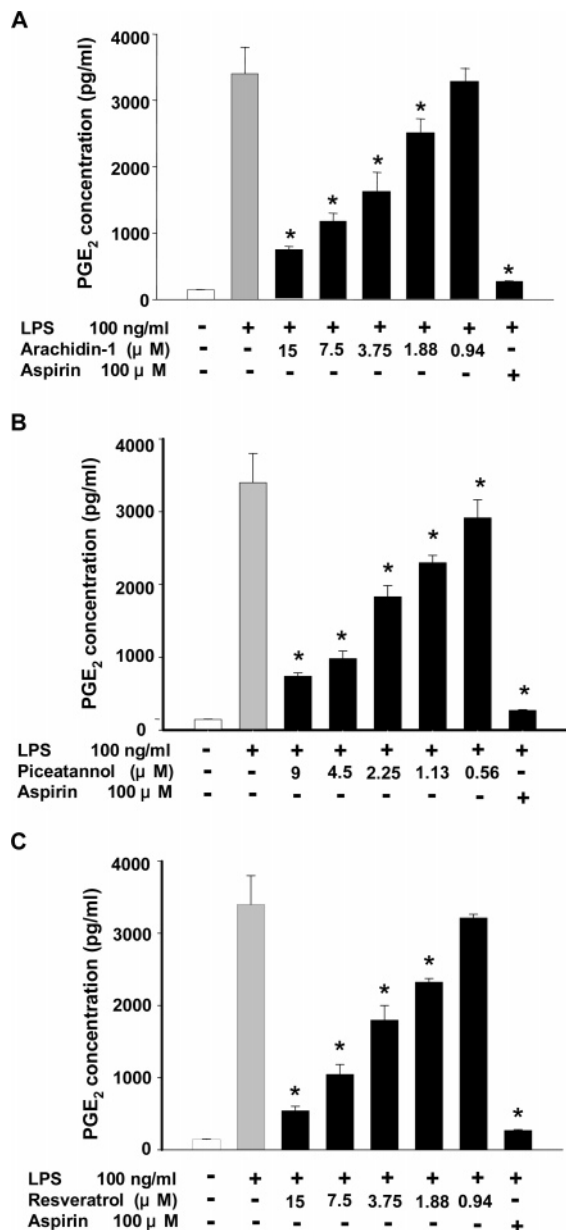 A
PGE2 concentration (pg/ml)
4000
3000
2000
1000
0
* * * * *
LPS 100 ng/ml - + + + + + + +
Arachidin-1 (μ M) - - 15 7.5 3.75 1.88 0.94 -
Aspirin 100 μ M - - - - - - - +
B
PGE2 concentration (pg/ml)
4000
3000
2000
1000
0
* * * * * *
LPS 100 ng/ml - + + + + + + +
Piceatannol (μ M) - - 9 4.5 2.25 1.13 0.56 -
Aspirin 100 μ M - - - - - - - +
C
PGE2 concentration (pg/ml)
4000
3000
2000
1000
0
* * * * *
LPS 100 ng/ml - + + + + + + +
Resveratrol (μ M) - - 15 7.5 3.75 1.88 0.94 -
Aspirin 100 μ M - - - - - - - +